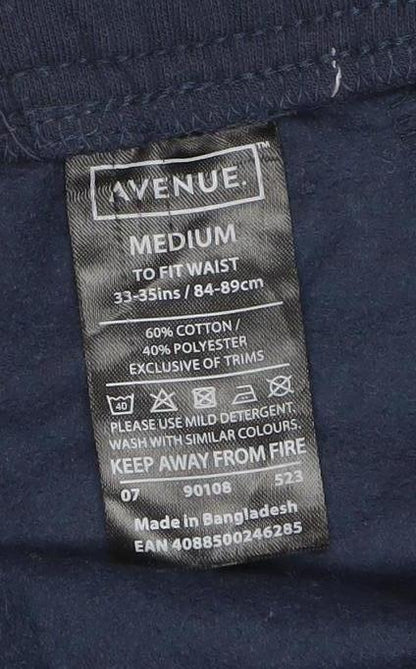 AVENUE.™
MEDIUM
TO FIT WAIST
33-35ins / 84-89cm
60% COTTON /
40% POLYESTER
EXCLUSIVE OF TRIMS
40
PLEASE USE MILD DETERGENT.
WASH WITH SIMILAR COLOURS.
KEEP AWAY FROM FIRE
07 90108 523
Made in Bangladesh
EAN 4088500246285